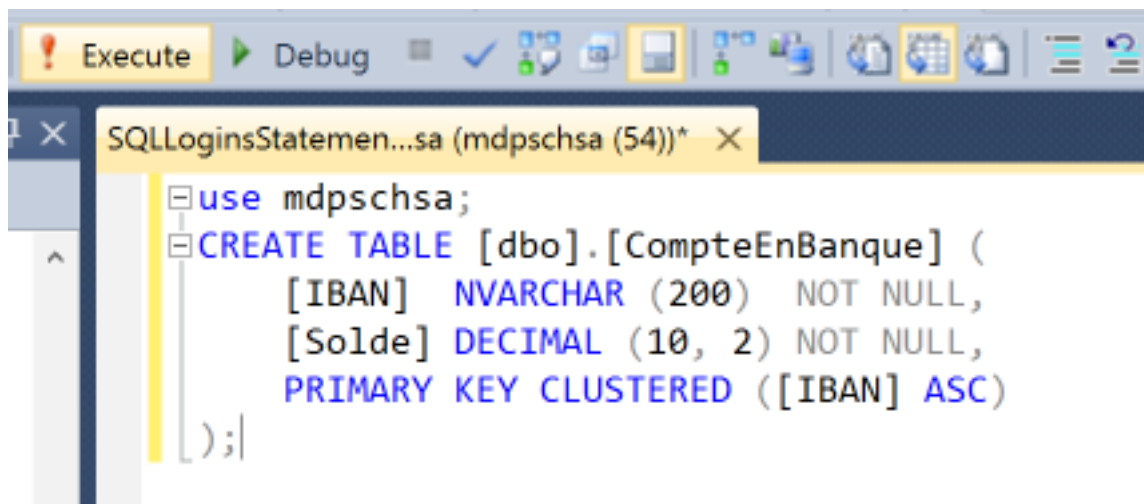 Execute Debug
SQLLoginsStatemen...sa (mdpschsa (54))*
use mdpschsa;
CREATE TABLE [dbo].[CompteEnBanque] (
[IBAN] NVARCHAR (200) NOT NULL,
[Solde] DECIMAL (10, 2) NOT NULL,
PRIMARY KEY CLUSTERED ([IBAN] ASC)
);